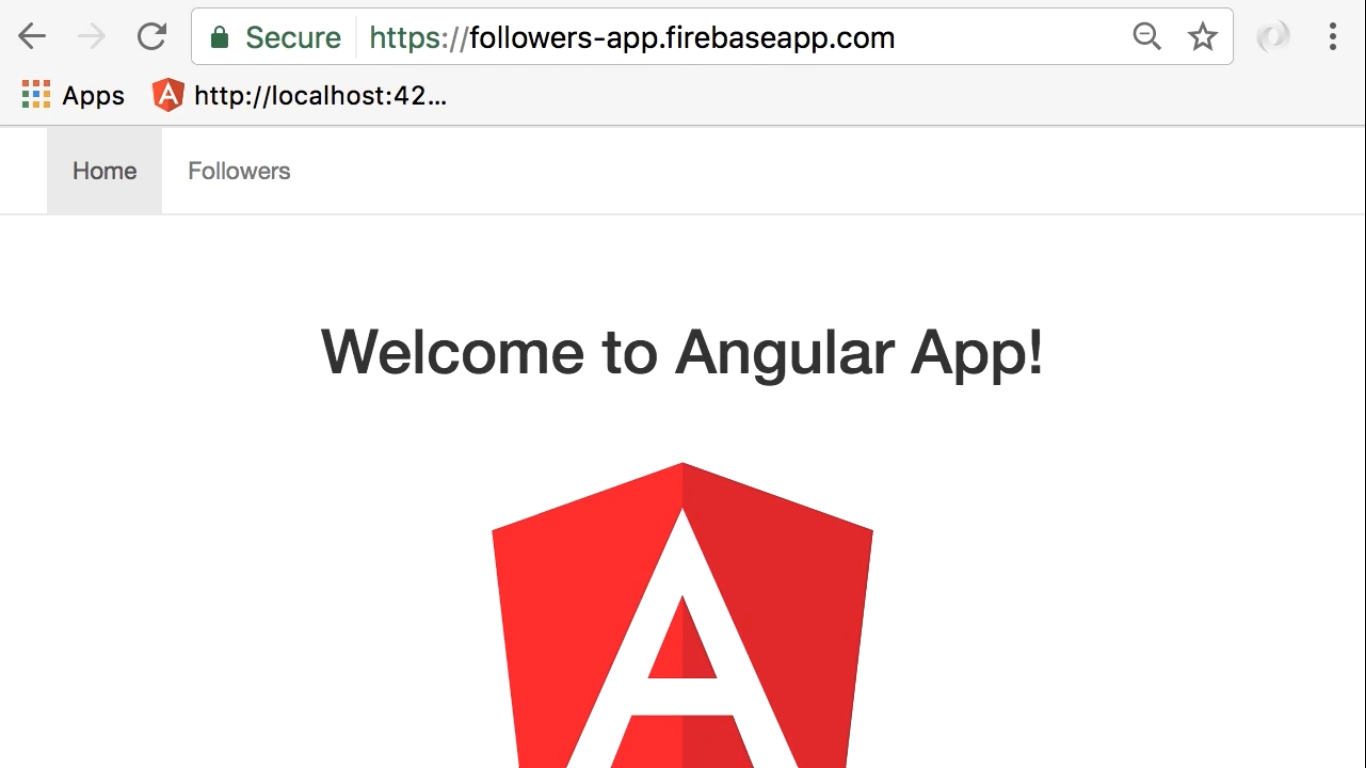 Secure https://followers-app.firebaseapp.com
Apps http://localhost:42...
Home Followers
Welcome to Angular App!
A